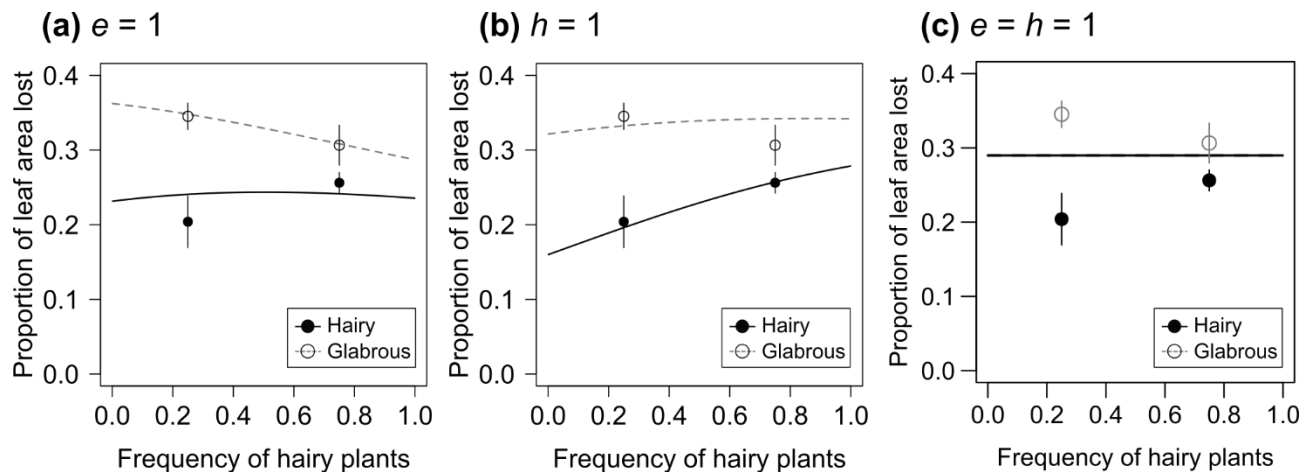 (a) e = 1
Proportion of leaf area lost
0.4
0.3
0.2
0.1
0.0
Hairy
Glabrous
0.0 0.2 0.4 0.6 0.8 1.0
Frequency of hairy plants
(b) h = 1
Proportion of leaf area lost
0.4
0.3
0.2
0.1
0.0
Hairy
Glabrous
0.0 0.2 0.4 0.6 0.8 1.0
Frequency of hairy plants
(c) e = h = 1
Proportion of leaf area lost
0.4
0.3
0.2
0.1
0.0
Hairy
Glabrous
0.0 0.2 0.4 0.6 0.8 1.0
Frequency of hairy plants